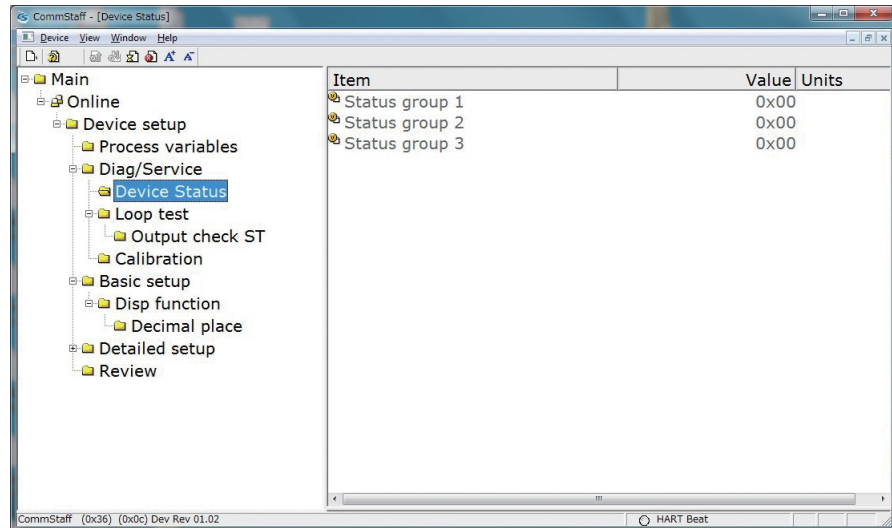 CommStaff - [Device Status]
Device View Window Help
Main
Online
Device setup
Process variables
Diag/Service
Device Status
Loop test
Output check ST
Calibration
Basic setup
Disp function
Decimal place
Detailed setup
Review
Item Value Units
Status group 1 0x00
Status group 2 0x00
Status group 3 0x00
CommStaff (0x36) (0x0c) Dev Rev 01.02
HART Beat